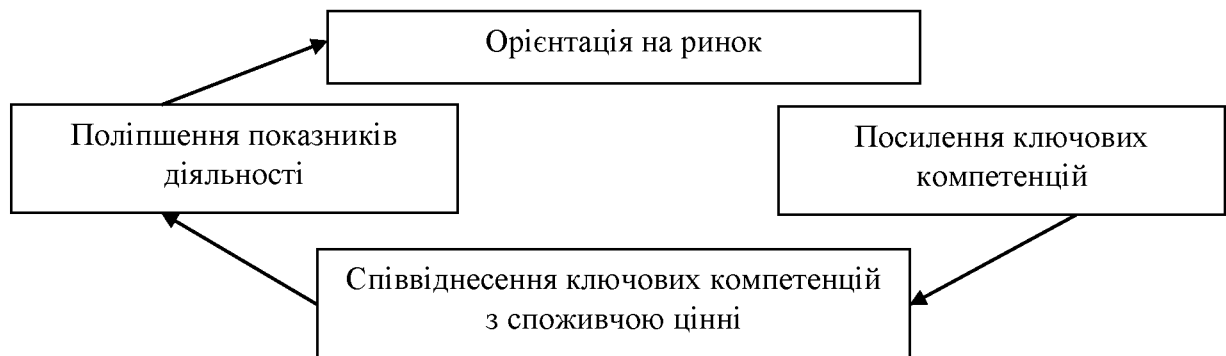 Орієнтація на ринок
Поліпшення показників
діяльності
Посилення ключових
компетенцій
Співвіднесення ключових компетенцій
з споживчою цінні